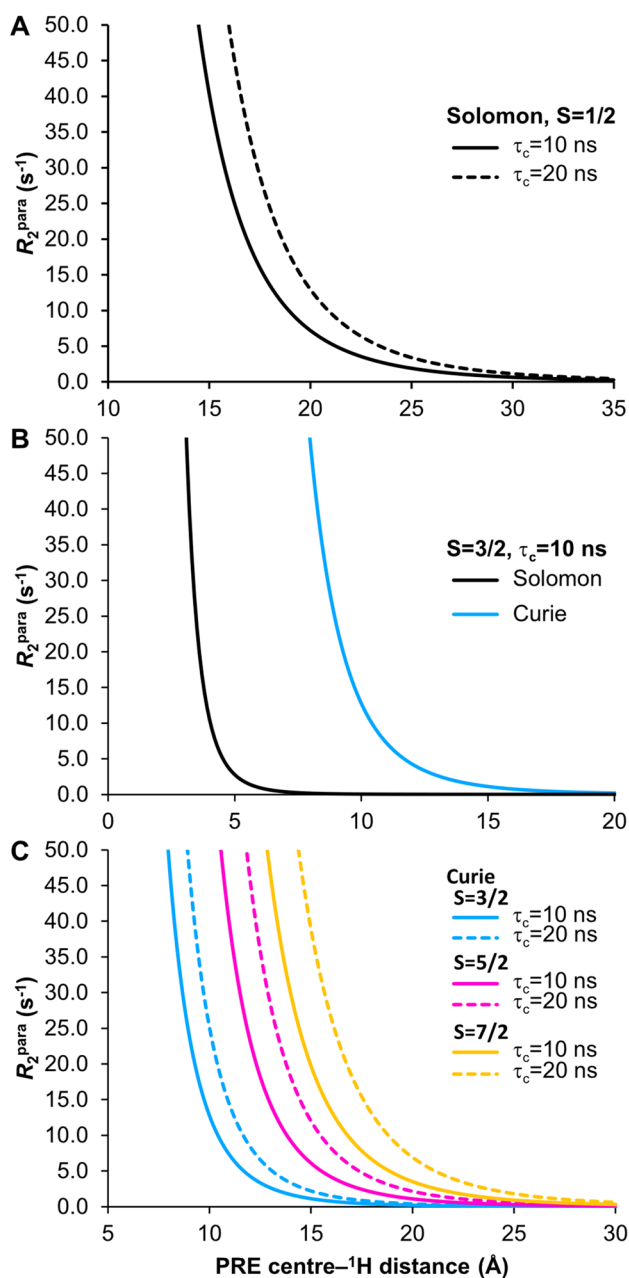 A
50.0
45.0
40.0
35.0
30.0
25.0
20.0
15.0
10.0
5.0
0.0
R₂ᵖᵃʳᵃ (s⁻¹)
Solomon, S=1/2
τc=10 ns
τc=20 ns
10 15 20 25 30 35
B
50.0
45.0
40.0
35.0
30.0
25.0
20.0
15.0
10.0
5.0
0.0
R₂ᵖᵃʳᵃ (s⁻¹)
S=3/2, τc=10 ns
Solomon
Curie
0 5 10 15 20
C
50.0
45.0
40.0
35.0
30.0
25.0
20.0
15.0
10.0
5.0
0.0
R₂ᵖᵃʳᵃ (s⁻¹)
Curie
S=3/2
τc=10 ns
τc=20 ns
S=5/2
τc=10 ns
τc=20 ns
S=7/2
τc=10 ns
τc=20 ns
5 10 15 20 25 30
PRE centre–¹H distance (Å)